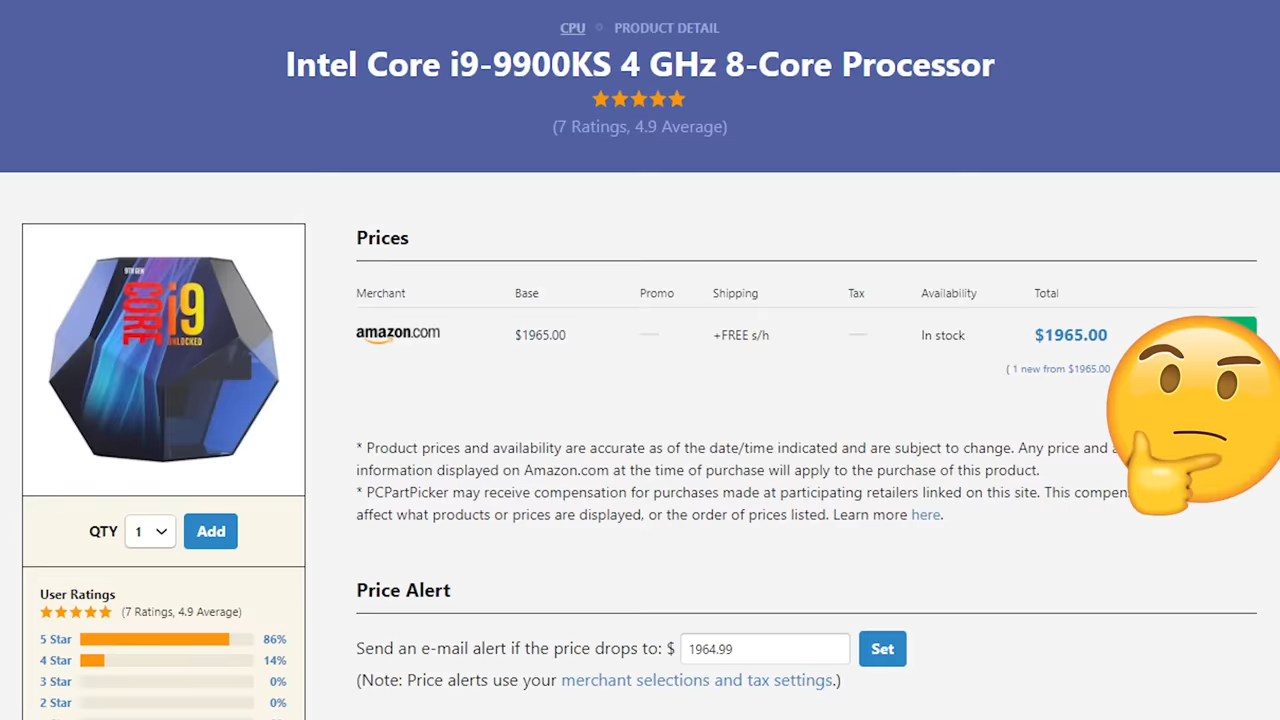 CPU PRODUCT DETAIL
Intel Core i9-9900KS 4 GHz 8-Core Processor
(7 Ratings, 4.9 Average)
9TH GEN
CORE i9
UNLOCKED
QTY 1 Add
User Ratings
(7 Ratings, 4.9 Average)
5 Star 86%
4 Star 14%
3 Star 0%
2 Star 0%
Prices
Merchant Base Promo Shipping Tax Availability Total
amazon.com $1965.00 — +FREE s/h — In stock $1965.00
( 1 new from $1965.00
* Product prices and availability are accurate as of the date/time indicated and are subject to change. Any price and
information displayed on Amazon.com at the time of purchase will apply to the purchase of this product.
* PCPartPicker may receive compensation for purchases made at participating retailers linked on this site. This
affect what products or prices are displayed, or the order of prices listed. Learn more here.
Price Alert
Send an e-mail alert if the price drops to: $ 1964.99 Set
(Note: Price alerts use your merchant selections and tax settings.)